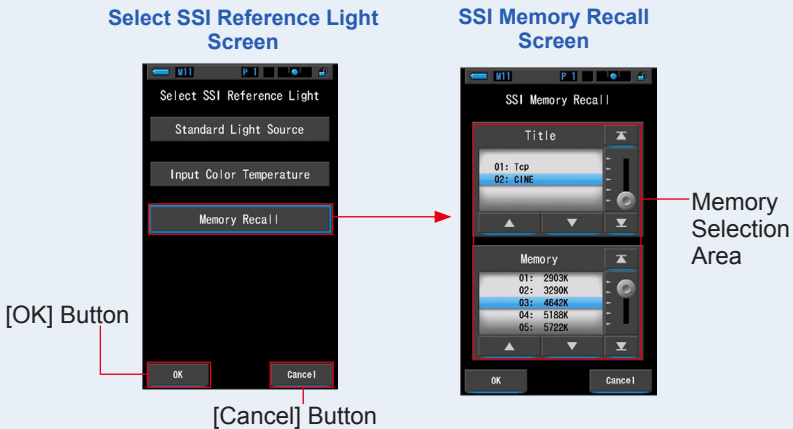 Select SSI Reference Light
Screen
M11 P 1
Select SSI Reference Light
Standard Light Source
Input Color Temperature
Memory Recall
OK
Cancel
[OK] Button
[Cancel] Button
SSI Memory Recall
Screen
M11 P 1
SSI Memory Recall
Title
01: Tcp
02: CINE
Memory
01: 2903K
02: 3290K
03: 4642K
04: 5188K
05: 5722K
OK
Cancel
Memory
Selection
Area